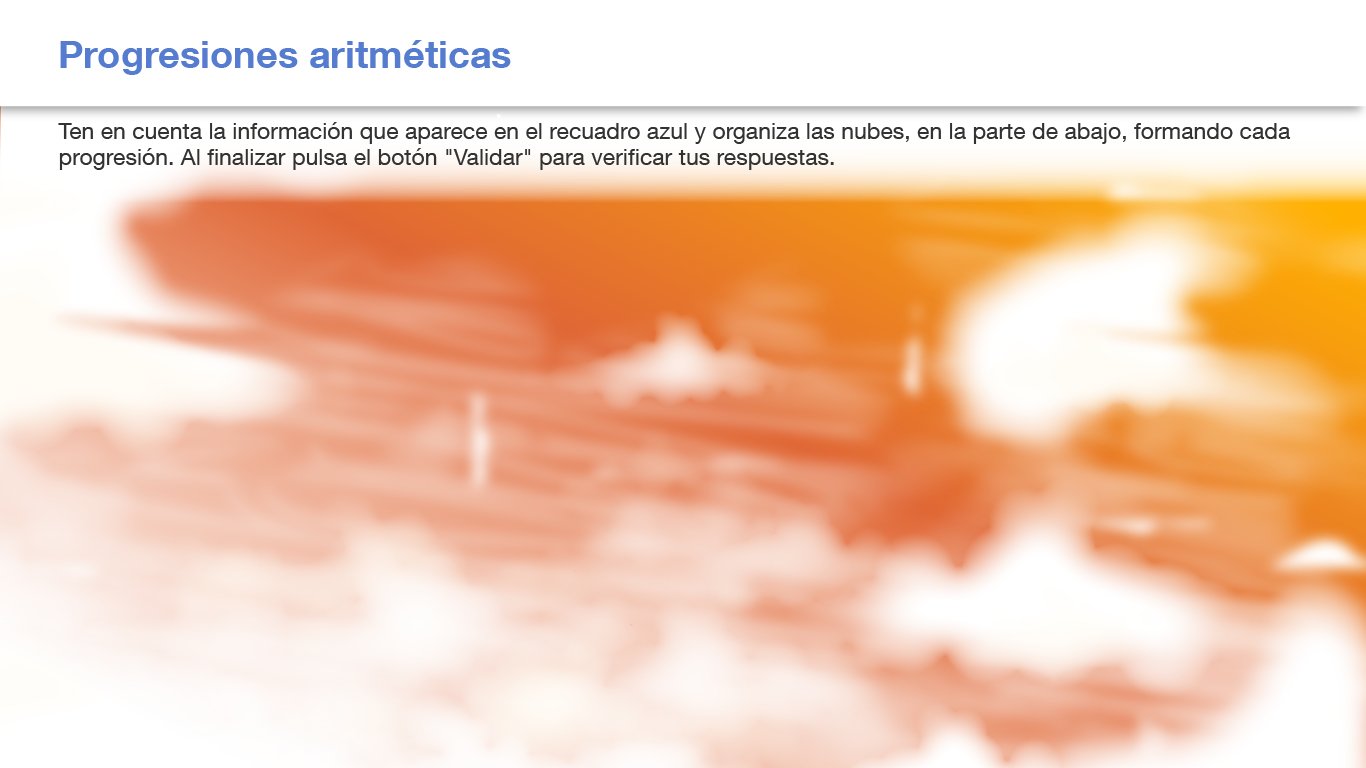 Progresiones aritméticas
Ten en cuenta la información que aparece en el recuadro azul y organiza las nubes, en la parte de abajo, formando cada
progresión. Al finalizar pulsa el botón "Validar" para verificar tus respuestas.